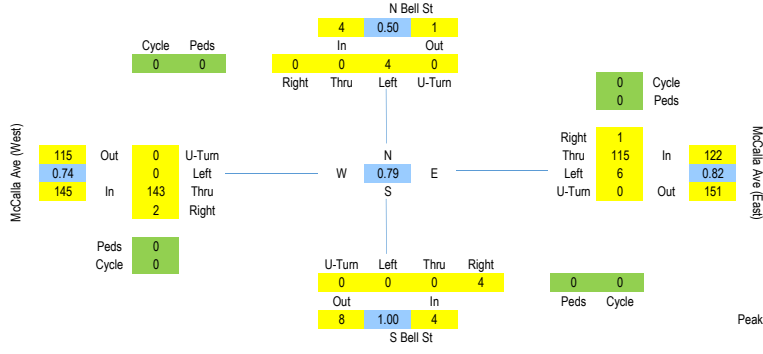 N Bell St
4 0.50 1
Cycle Peds In Out
0 0 0 0 4 0
Right Thru Left U-Turn
0 Cycle
0 Peds
McCalla Ave (West)
115 Out 0 U-Turn
0.74 0 Left
145 In 143 Thru
2 Right
N
W 0.79 E
S
Right 1
Thru 115 In 122
Left 6 0.82
U-Turn 0 Out 151
McCalla Ave (East)
Peds 0
Cycle 0
U-Turn Left Thru Right
0 0 0 4 0 0
Out In Peds Cycle
8 1.00 4
S Bell St
Peak